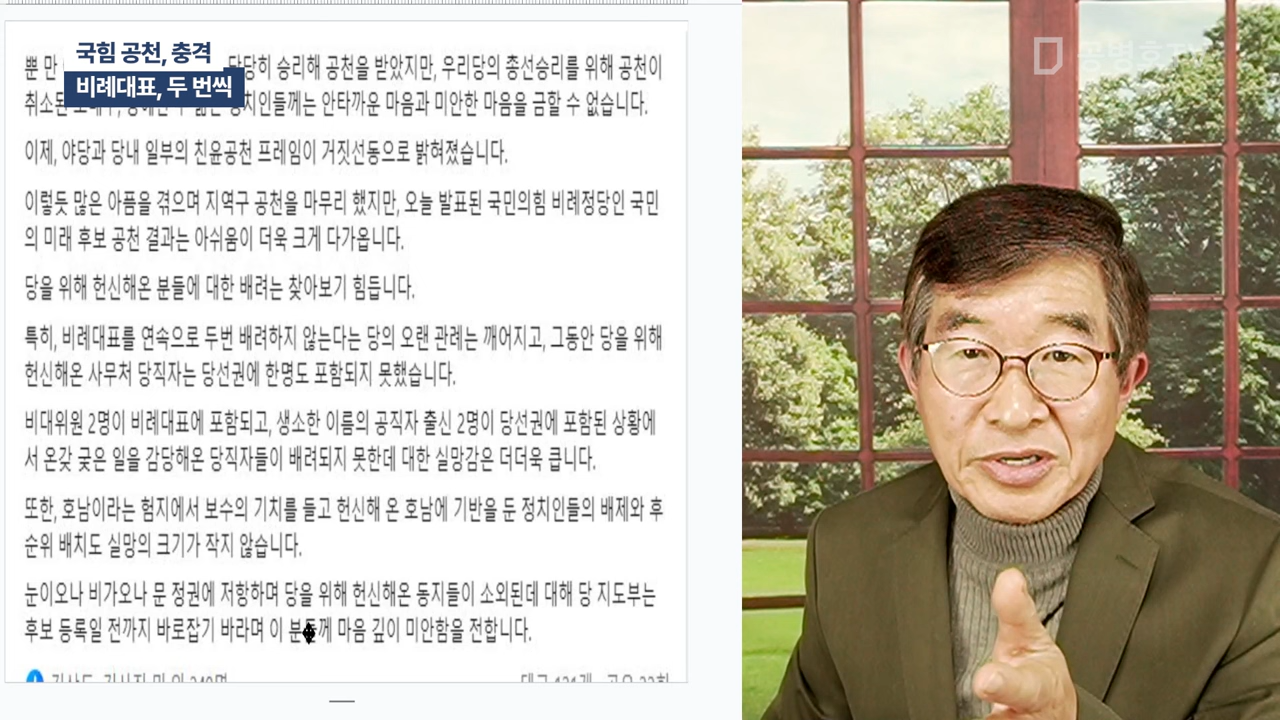 국힘 공천, 충격
비례대표, 두 번씩
공병호
뿐 만 당당히 승리해 공천을 받았지만, 우리당의 총선승리를 위해 공천이
취소된 치인들께는 안타까운 마음과 미안한 마음을 금할 수 없습니다.
이제, 야당과 당내 일부의 친윤공천 프레임이 거짓선동으로 밝혀졌습니다.
이렇듯 많은 아픔을 겪으며 지역구 공천을 마무리 했지만, 오늘 발표된 국민의힘 비례정당인 국민
의 미래 후보 공천 결과는 아쉬움이 더욱 크게 다가옵니다.
당을 위해 헌신해온 분들에 대한 배려는 찾아보기 힘듭니다.
특히, 비례대표를 연속으로 두번 배려하지 않는다는 당의 오랜 관례는 깨어지고, 그동안 당을 위해
헌신해온 사무처 당직자는 당선권에 한명도 포함되지 못했습니다.
비대위원 2명이 비례대표에 포함되고, 생소한 이름의 공직자 출신 2명이 당선권에 포함된 상황에
서 온갖 궂은 일을 감당해온 당직자들이 배려되지 못한데 대한 실망감은 더더욱 큽니다.
또한, 호남이라는 험지에서 보수의 기치를 들고 헌신해 온 호남에 기반을 둔 정치인들의 배제와 후
순위 배치도 실망의 크기가 작지 않습니다.
눈이오나 비가오나 문 정권에 저항하며 당을 위해 헌신해온 동지들이 소외된데 대해 당 지도부는
후보 등록일 전까지 바로잡기 바라며 이 분들께 마음 깊이 미안함을 전합니다.